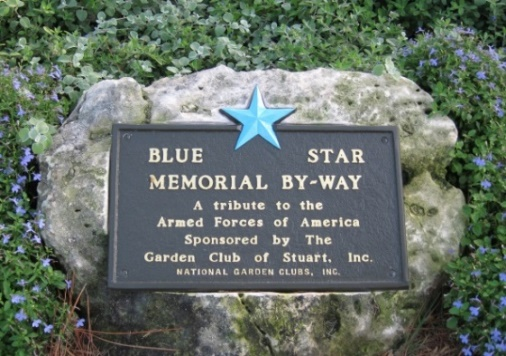 BLUE STAR
MEMORIAL BY-WAY
A tribute to the
Armed Forces of America
Sponsored by The
Garden Club of Stuart, Inc.
NATIONAL GARDEN CLUBS, INC.